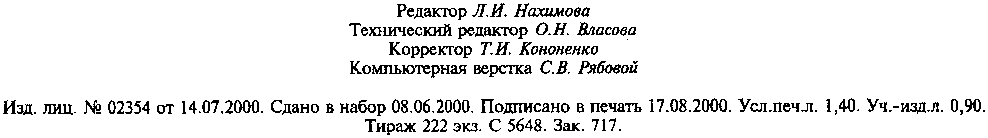 Редактор Л.И. Нахимова
Технический редактор О.Н. Власова
Корректор Т.И. Кононенко
Компьютерная верстка С.В. Рябовой
Изд. лиц. № 02354 от 14.07.2000. Сдано в набор 08.06.2000. Подписано в печать 17.08.2000. Усл.печ.л. 1,40. Уч.-изд.л. 0,90.
Тираж 222 экз. С 5648. Зак. 717.